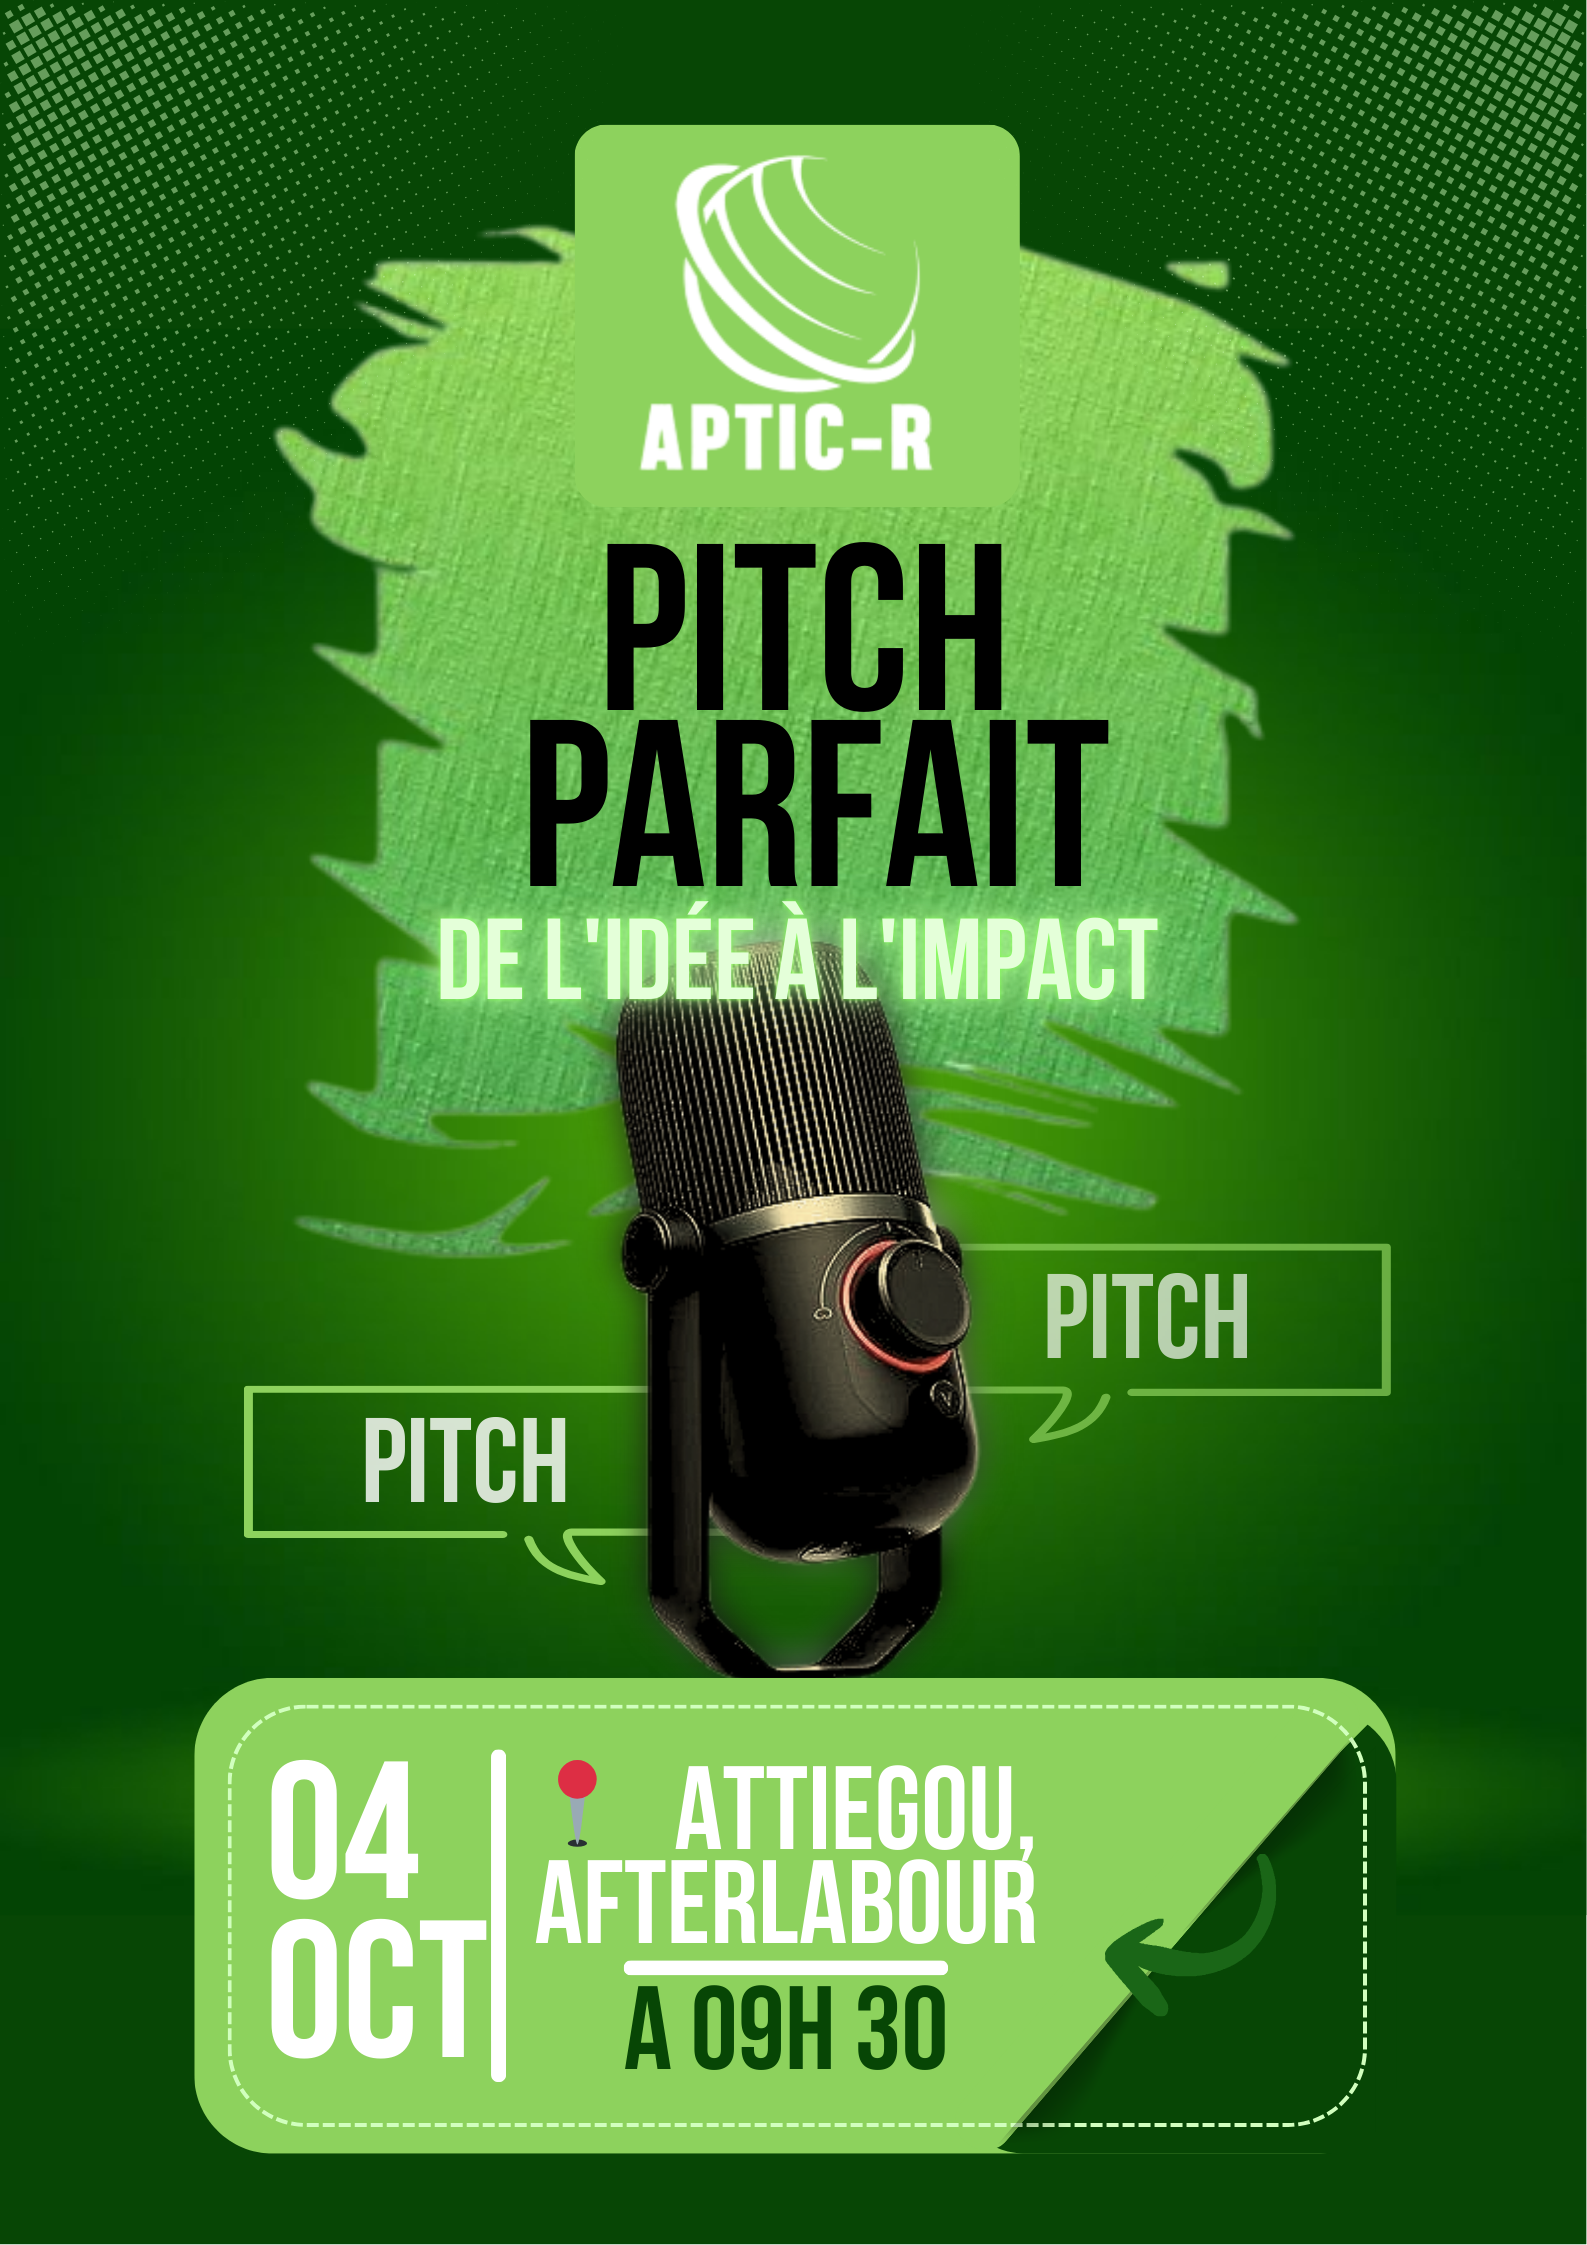 APTIC-R
PITCH
PARFAIT
DE L'IDÉE À L'IMPACT
PITCH
PITCH
04
OCT
ATTIEGOU,
AFTERLABOUR
A 09H 30